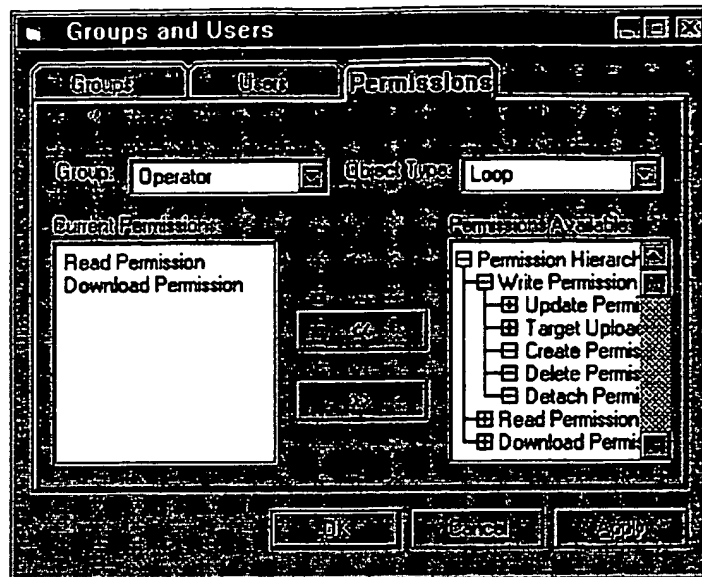 Groups and Users
Groups Users Permissions
Group: Operator Object Type: Loop
Current Permissions: Permissions Available:
Read Permission
Download Permission
Permission Hierarch
Write Permission
Update Permi
Target Uploa
Create Permis
Delete Permis
Detach Permi
Read Permission
Download Permis
<<
>>
OK Cancel Apply